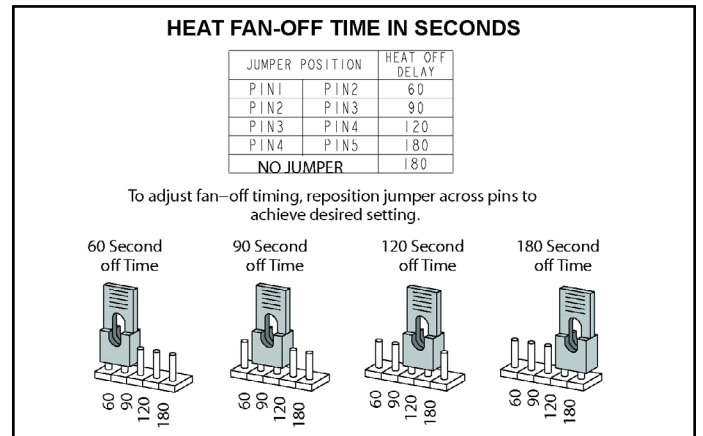 HEAT FAN-OFF TIME IN SECONDS
JUMPER POSITION HEAT OFF DELAY
PIN1 PIN2 60
PIN2 PIN3 90
PIN3 PIN4 120
PIN4 PIN5 180
NO JUMPER 180
To adjust fan–off timing, reposition jumper across pins to
achieve desired setting.
60 Second
off Time
90 Second
off Time
120 Second
off Time
180 Second
off Time
60 90 120 180
60 90 120 180
60 90 120 180
60 90 120 180